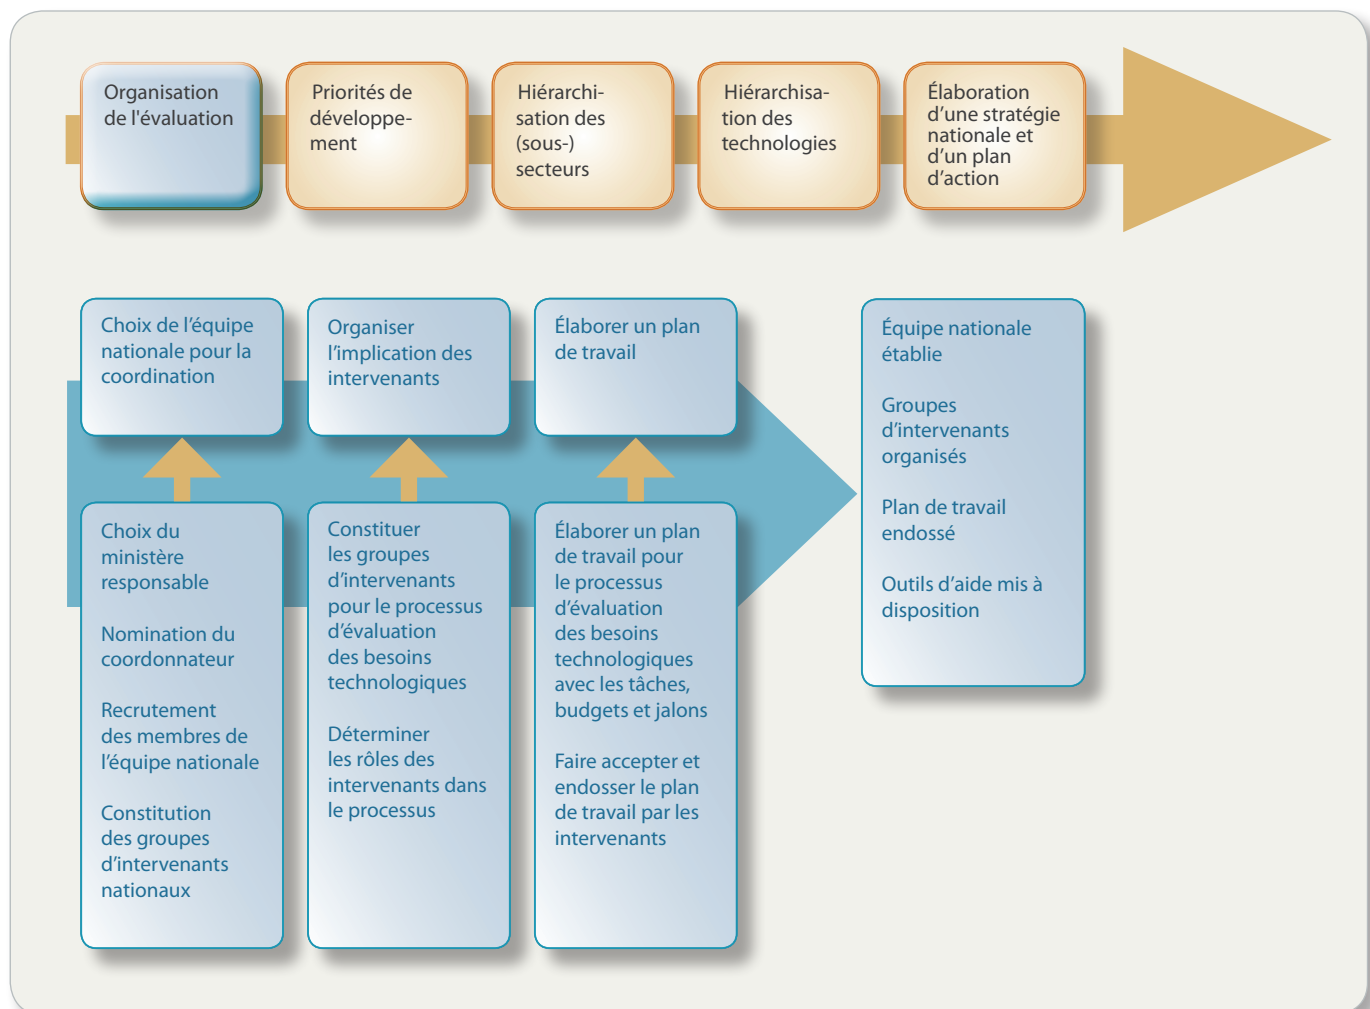 Organisation
de l'évaluation
Priorités de
développe-
ment
Hiérarchi-
sation des
(sous-)
secteurs
Hiérarchisa-
tion des
technologies
Élaboration
d’une stratégie
nationale et
d’un plan
d’action
Choix de l’équipe
nationale pour la
coordination
Organiser
l’implication des
intervenants
Élaborer un plan
de travail
Équipe nationale
établie
Groupes
d’intervenants
organisés
Plan de travail
endossé
Outils d’aide mis à
disposition
Choix du
ministère
responsable
Nomination du
coordonnateur
Recrutement
des membres de
l’équipe nationale
Constitution
des groupes
d’intervenants
nationaux
Constituer
les groupes
d’intervenants
pour le processus
d’évaluation
des besoins
technologiques
Déterminer
les rôles des
intervenants dans
le processus
Élaborer un plan
de travail pour
le processus
d’évaluation
des besoins
technologiques
avec les tâches,
budgets et jalons
Faire accepter et
endosser le plan
de travail par les
intervenants